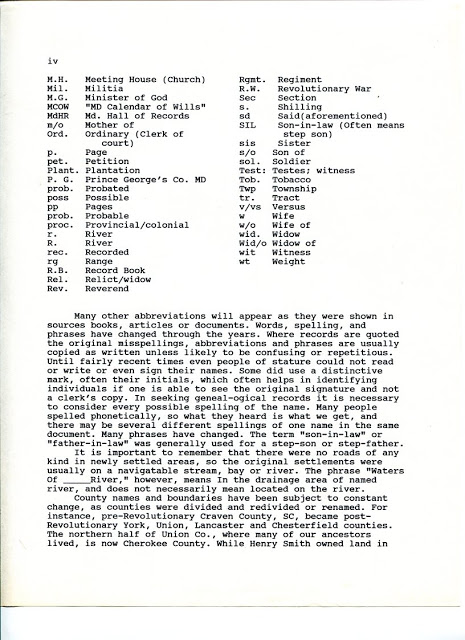 iv
M.H. Meeting House (Church)
Mil. Militia
M.G. Minister of God
MCOW "MD Calendar of Wills"
MdHR Md. Hall of Records
m/o Mother of
Ord. Ordinary (Clerk of
court)
p. Page
pet. Petition
Plant. Plantation
P. G. Prince George's Co. MD
prob. Probated
poss Possible
pp Pages
prob. Probable
proc. Provincial/colonial
r. River
R. River
rec. Recorded
rg Range
R.B. Record Book
Rel. Relict/widow
Rev. Reverend
Rgmt. Regiment
R.W. Revolutionary War
Sec Section
s. Shilling
sd Said(aforementioned)
SIL Son-in-law (Often means
step son)
sis Sister
s/o Son of
sol. Soldier
Test: Testes; witness
Tob. Tobacco
Twp Township
tr. Tract
v/vs Versus
w Wife
w/o Wife of
wid. Widow
Wid/o Widow of
wit Witness
wt Weight
Many other abbreviations will appear as they were shown in
sources books, articles or documents. Words, spelling, and
phrases have changed through the years. Where records are quoted
the original misspellings, abbreviations and phrases are usually
copied as written unless likely to be confusing or repetitious.
Until fairly recent times even people of stature could not read
or write or even sign their names. Some did use a distinctive
mark, often their initials, which often helps in identifying
individuals if one is able to see the original signature and not
a clerk's copy. In seeking geneal-ogical records it is necessary
to consider every possible spelling of the name. Many people
spelled phonetically, so what they heard is what we get, and
there may be several different spellings of one name in the same
document. Many phrases have changed. The term "son-in-law" or
"father-in-law" was generally used for a step-son or step-father.
It is important to remember that there were no roads of any
kind in newly settled areas, so the original settlements were
usually on a navigatable stream, bay or river. The phrase "Waters
Of _____River," however, means In the drainage area of named
river, and does not necessarily mean located on the river.
County names and boundaries have been subject to constant
change, as counties were divided and redivided or renamed. For
instance, pre-Revolutionary Craven County, SC, became post-
Revolutionary York, Union, Lancaster and Chesterfield counties.
The northern half of Union Co., where many of our ancestors
lived, is now Cherokee County. While Henry Smith owned land in